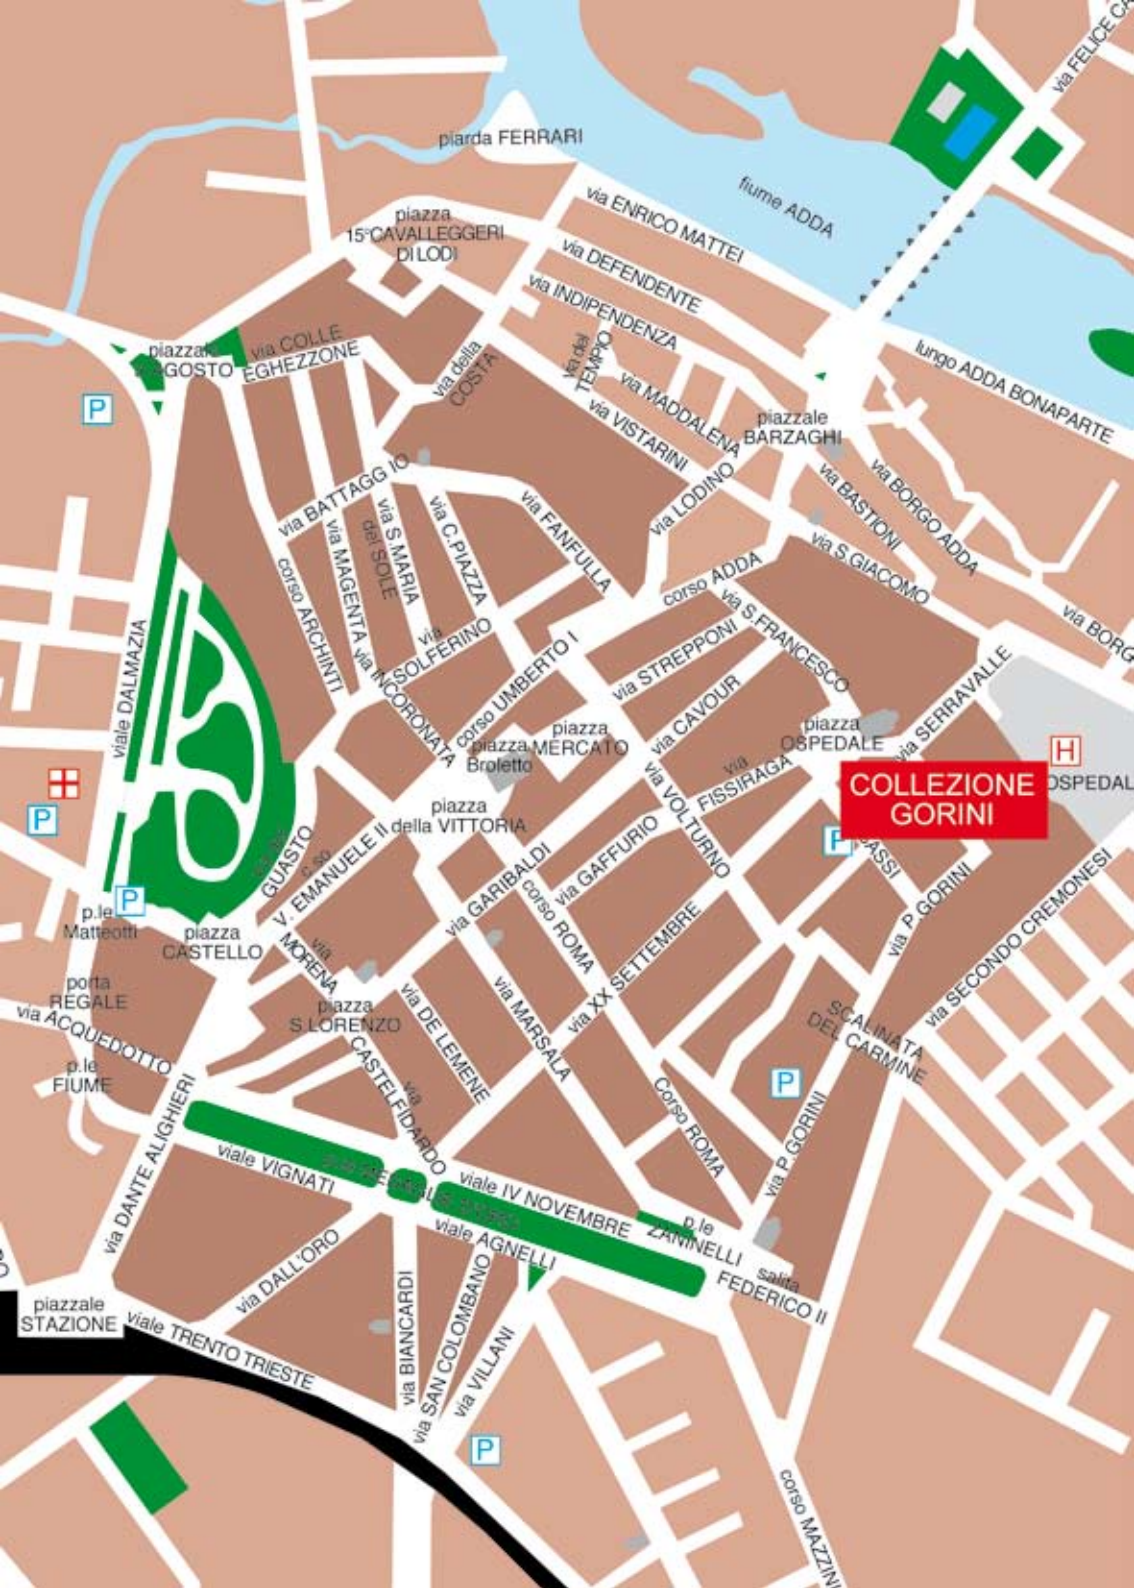 via FELICE CA
piarda FERRARI
fiume ADDA
via ENRICO MATTEI
piazza
15°CAVALLEGGERI
DI LODI
via DEFENDENTE
via INDIPENDENZA
via COLLE
EGHEZZONE
piazzale
AGOSTO
via della
COSTA
via del
TEMPIO
via MADDALENA
via VISTARINI
lungo ADDA BONAPARTE
P
piazzale
BARZAGHI
via BATTAGGIO
via LODINO
via BASTIONI
via BORGO ADDA
via FANFULLA
via C.PIAZZA
via S.MARIA
del SOLE
via MAGENTA
corso ARCHINTI
corso ADDA
via S.GIACOMO
via S.FRANCESCO
via BORG
via
SOLFERINO
via STREPPONI
viale DALMAZIA
via INCORONATA
corso UMBERTO I
via SERRAVALLE
via CAVOUR
piazza
MERCATO
piazza
OSPEDALE
piazza
Broletto
H
OSPEDAL
via
FISSIRAGA
via VOLTURNO
COLLEZIONE
GORINI
piazza
della VITTORIA
P
P
BASSI
GUASTO
c.so
V. EMANUELE II
via GAFFURIO
via GARIBALDI
corso ROMA
via P.GORINI
via SECONDO CREMONESI
P
p.le
Matteotti
piazza
CASTELLO
via
MORENA
via XX SETTEMBRE
porta
REGALE
piazza
S.LORENZO
via DE LEMENE
via MARSALA
via ACQUEDOTTO
SCALINATA
DEL CARMINE
p.le
FIUME
via
CASTELFIDARDO
P
Corso ROMA
via P.GORINI
via DANTE ALIGHIERI
viale VIGNATI
viale IV NOVEMBRE
p.le
ZANINELLI
viale AGNELLI
salita
FEDERICO II
via DALL'ORO
via BIANCARDI
via SAN COLOMBANO
via VILLANI
piazzale
STAZIONE
viale TRENTO TRIESTE
P
corso MAZZINI